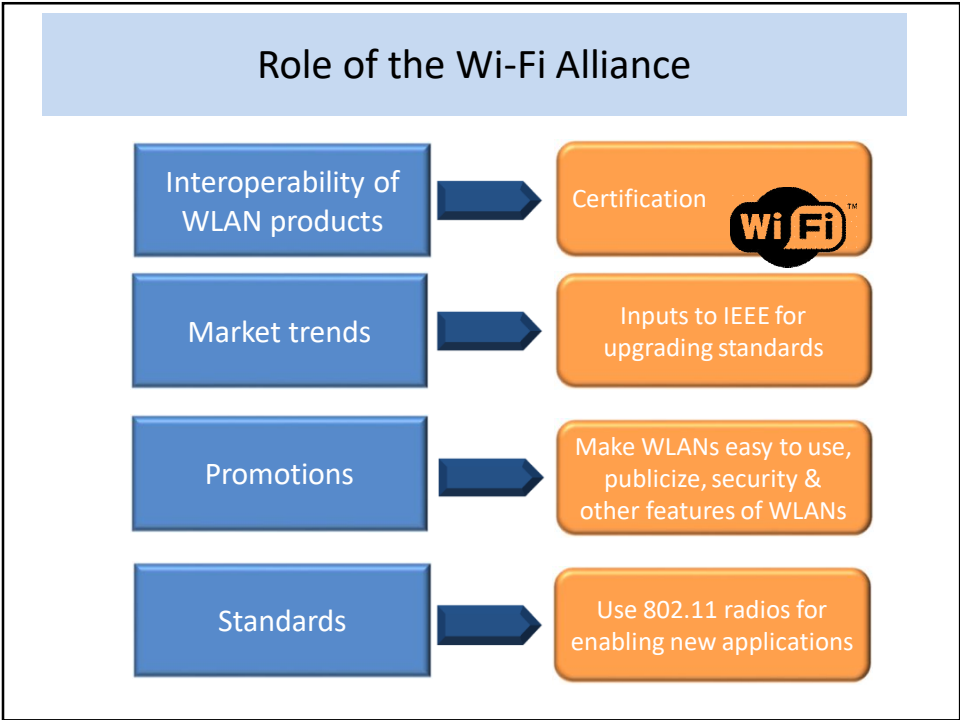 Role of the Wi-Fi Alliance
Interoperability of
WLAN products
Certification
Wi Fi ™
Market trends
Inputs to IEEE for
upgrading standards
Promotions
Make WLANs easy to use,
publicize, security &
other features of WLANs
Standards
Use 802.11 radios for
enabling new applications